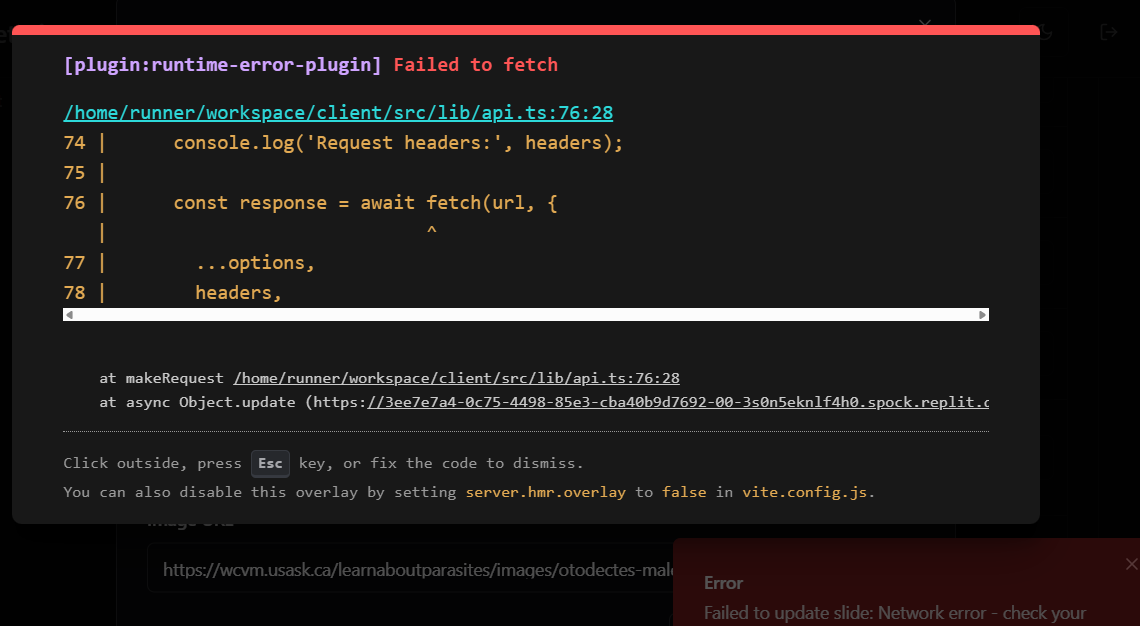 [plugin:runtime-error-plugin] Failed to fetch
/home/runner/workspace/client/src/lib/api.ts:76:28
74 |      console.log('Request headers:', headers);
75 |
76 |      const response = await fetch(url, {
   |                             ^
77 |        ...options,
78 |        headers,
at makeRequest /home/runner/workspace/client/src/lib/api.ts:76:28
at async Object.update (https://3ee7e7a4-0c75-4498-85e3-cba40b9d7692-00-3s0n5eknlf4h0.spock.replit.
Click outside, press Esc key, or fix the code to dismiss.
You can also disable this overlay by setting server.hmr.overlay to false in vite.config.js.
https://wcvm.usask.ca/learnaboutparasites/images/otodectes-mal
Error
Failed to update slide: Network error - check your